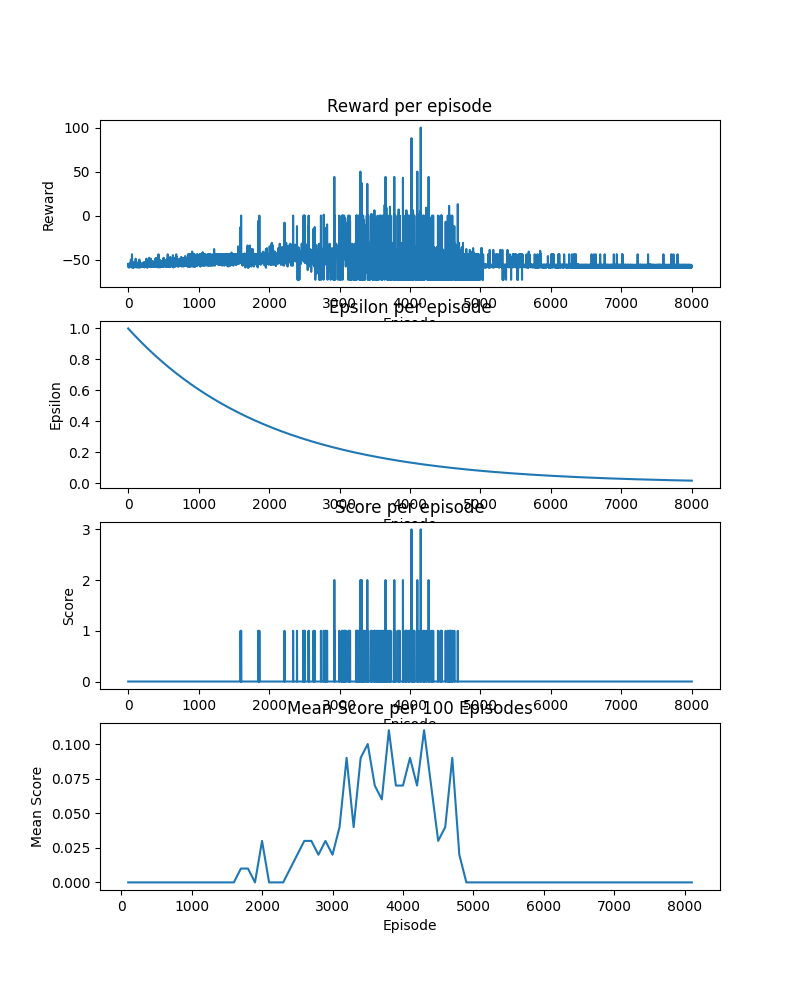 Reward per episode
100
50
0
−50
Reward
0 1000 2000 3000 4000 5000 6000 7000 8000
Episode
Epsilon per episode
1.0
0.8
0.6
0.4
0.2
0.0
Epsilon
0 1000 2000 3000 4000 5000 6000 7000 8000
Episode
Score per episode
3
2
1
0
Score
0 1000 2000 3000 4000 5000 6000 7000 8000
Episode
Mean Score per 100 Episodes
0.100
0.075
0.050
0.025
0.000
Mean Score
0 1000 2000 3000 4000 5000 6000 7000 8000
Episode